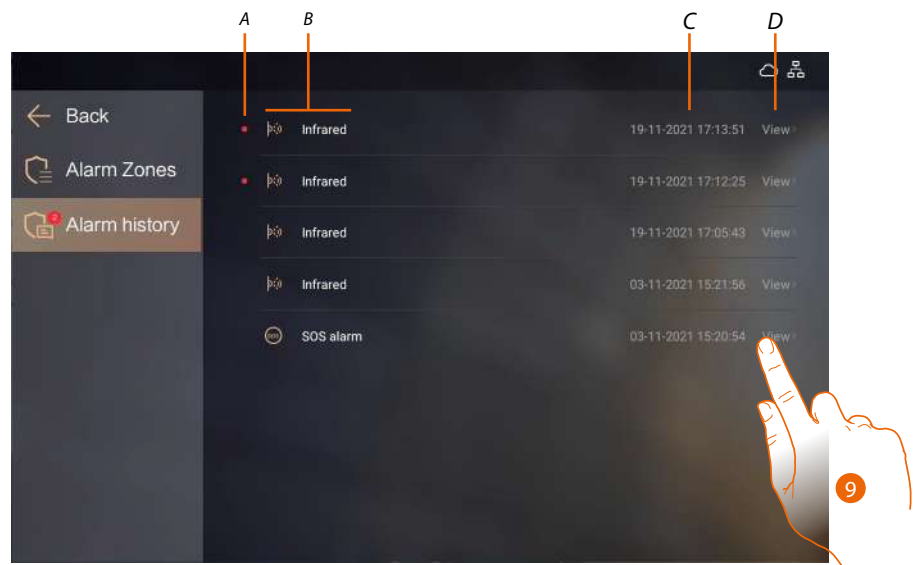 A B C D
Back
Alarm Zones
2
Alarm history
Infrared 19-11-2021 17:13:51 View
Infrared 19-11-2021 17:12:25 View
Infrared 19-11-2021 17:05:43 View
Infrared 03-11-2021 15:21:56 View
SOS SOS alarm 03-11-2021 15:20:54 View
9